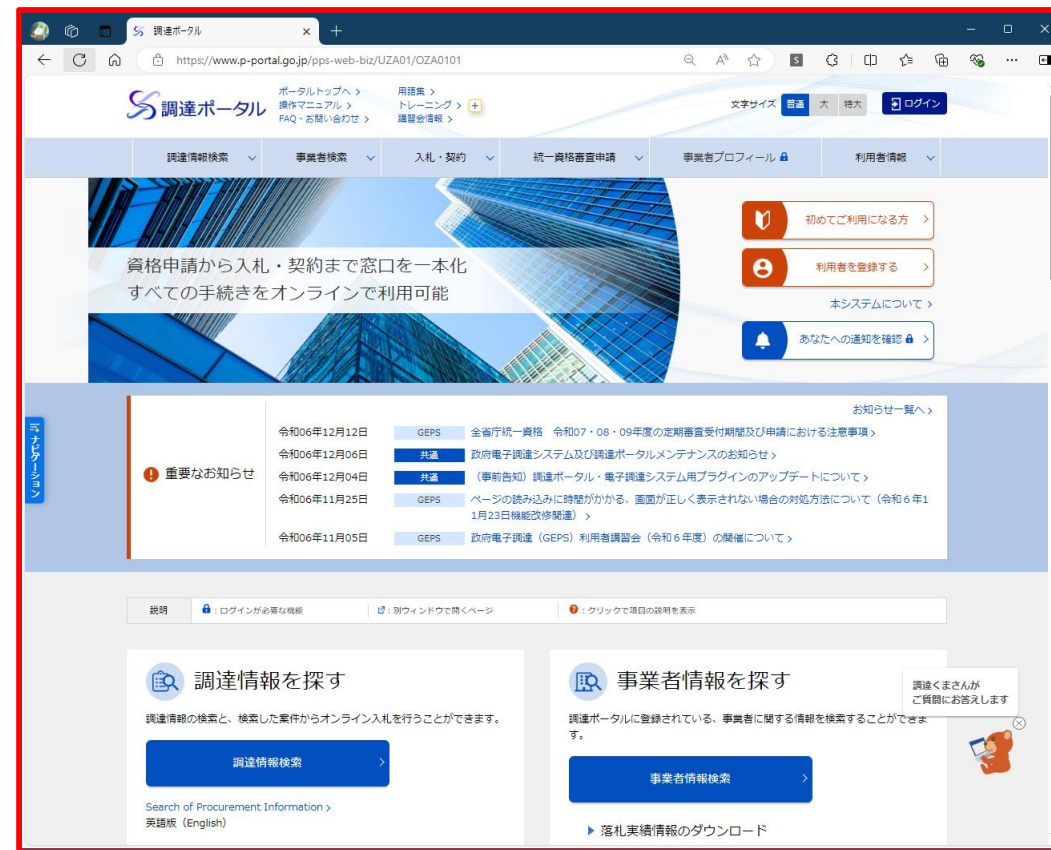 調達ポータル
https://www.p-portal.go.jp/pps-web-biz/UZA01/OZA0101
調達ポータル
ポータルトップへ >
操作マニュアル >
FAQ・お問い合わせ >
用語集 >
トレーニング >
講習会情報 >
文字サイズ 普通 大 特大
ログイン
調達情報検索
事業者検索
入札・契約
統一資格審査申請
事業者プロフィール
利用者情報
資格申請から入札・契約まで窓口を一本化
すべての手続きをオンラインで利用可能
初めてご利用になる方 >
利用者を登録する >
本システムについて >
あなたへの通知を確認 >
ナビゲーション
お知らせ一覧へ >
重要なお知らせ
令和06年12月12日 GEPS 全省庁統一資格 令和07・08・09年度の定期審査受付期間及び申請における注意事項 >
令和06年12月06日 共通 政府電子調達システム及び調達ポータルメンテナンスのお知らせ >
令和06年12月04日 共通 (事前告知)調達ポータル・電子調達システム用プラグインのアップデートについて >
令和06年11月25日 GEPS ページの読み込みに時間がかかる、画面が正しく表示されない場合の対処方法について(令和6年1
1月23日機能改修関連) >
令和06年11月05日 GEPS 政府電子調達(GEPS)利用者講習会(令和6年度)の開催について >
説明
:ログインが必要な機能
:別ウィンドウで開くページ
:クリックで項目の説明を表示
調達情報を探す
調達情報の検索と、検索した案件からオンライン入札を行うことができます。
調達情報検索 >
Search of Procurement Information >
英語版(English)
事業者情報を探す
調達ポータルに登録されている、事業者に関する情報を検索することができま
す。
事業者情報検索 >
落札実績情報のダウンロード
調達くまさんが
ご質問にお答えします